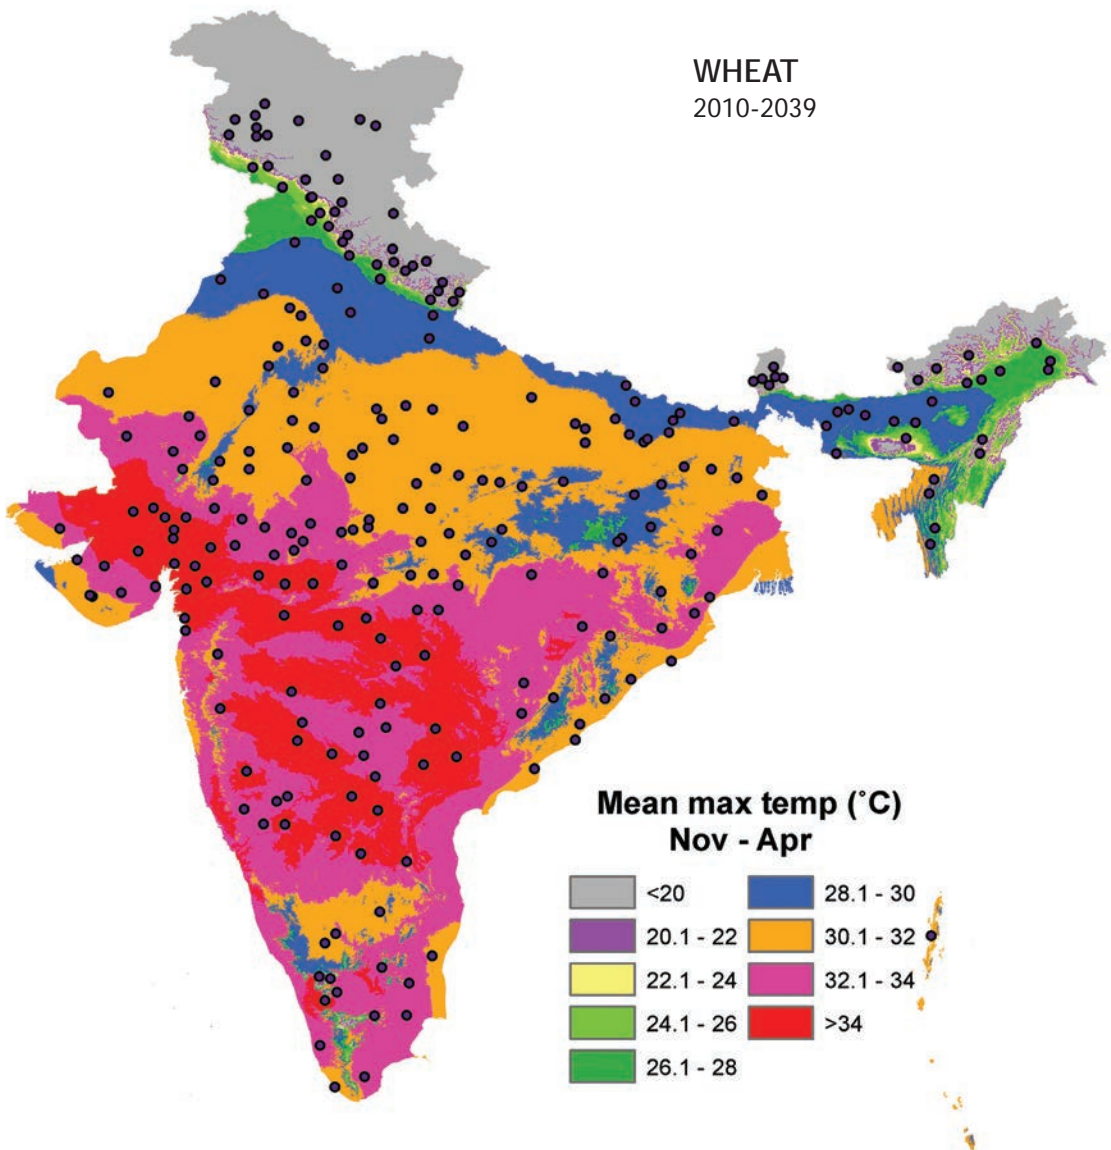 WHEAT
2010-2039
Mean max temp (˚C)
Nov - Apr
<20
20.1 - 22
22.1 - 24
24.1 - 26
26.1 - 28
28.1 - 30
30.1 - 32
32.1 - 34
>34